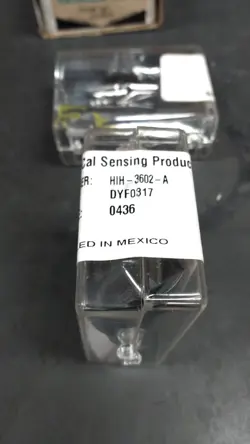 cal Sensing Produc
ER: HIH-3602-A
DYF0317
: 0436
ED IN MEXICO